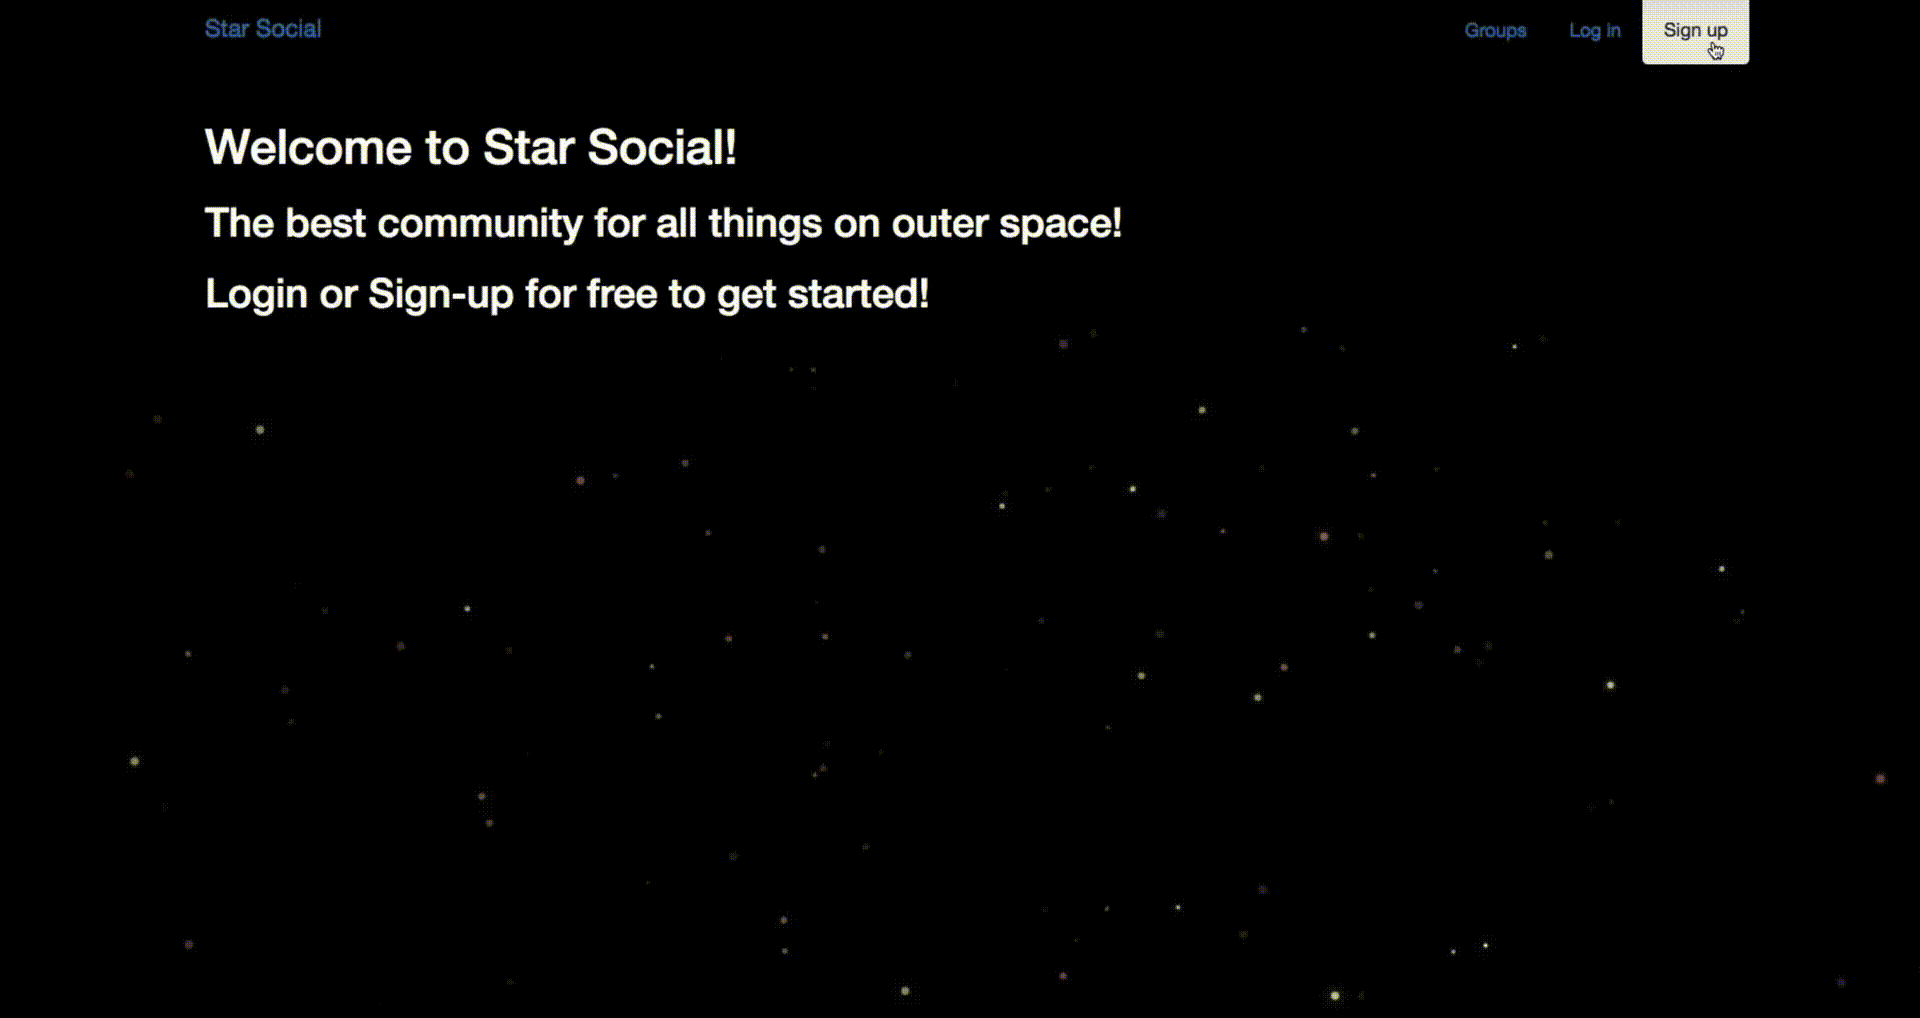 Star Social
Groups
Log in
Sign up
Welcome to Star Social!
The best community for all things on outer space!
Login or Sign-up for free to get started!